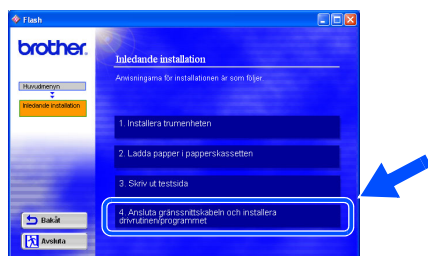 Flash
brother.
Inledande installation
Anvisningarna för installationen är som följer.
Huvudmenyn
Inledande installation
1. Installera trumenheten
2. Ladda papper i papperskassetten
3. Skriv ut testsida
4. Ansluta gränssnittskabeln och installera
drivrutinen/programmet
Bakåt
Avsluta